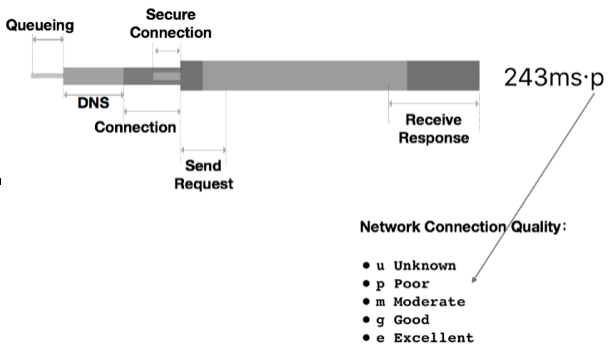 Queueing
Secure
Connection
DNS
Connection
Send
Request
Receive
Response
243ms·p
Network Connection Quality:
● u Unknown
● p Poor
● m Moderate
● g Good
● e Excellent